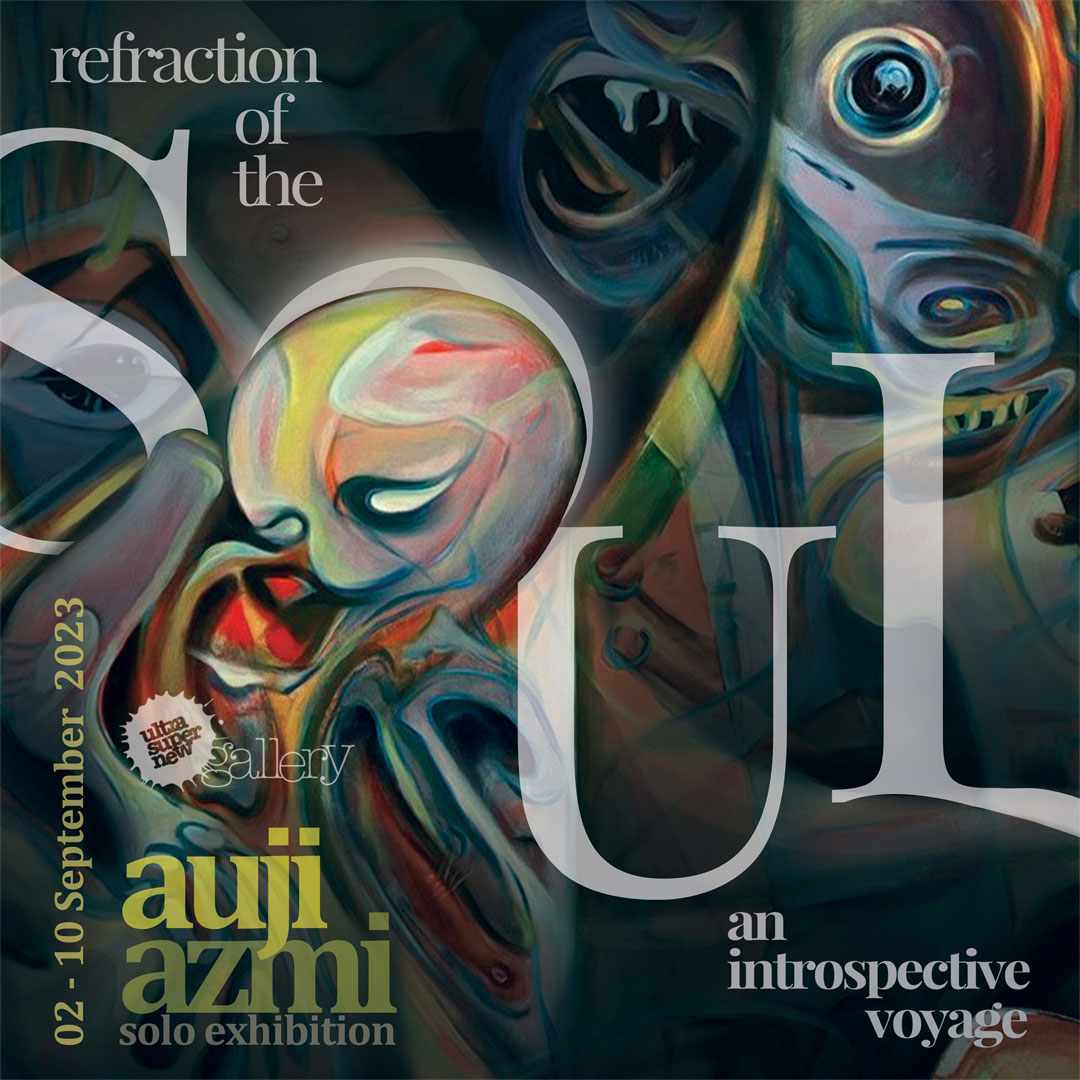 refraction
of
the
SOUL
ultra
super
new
gallery
02 - 10 September 2023
auji
azmi
solo exhibition
an
introspective
voyage